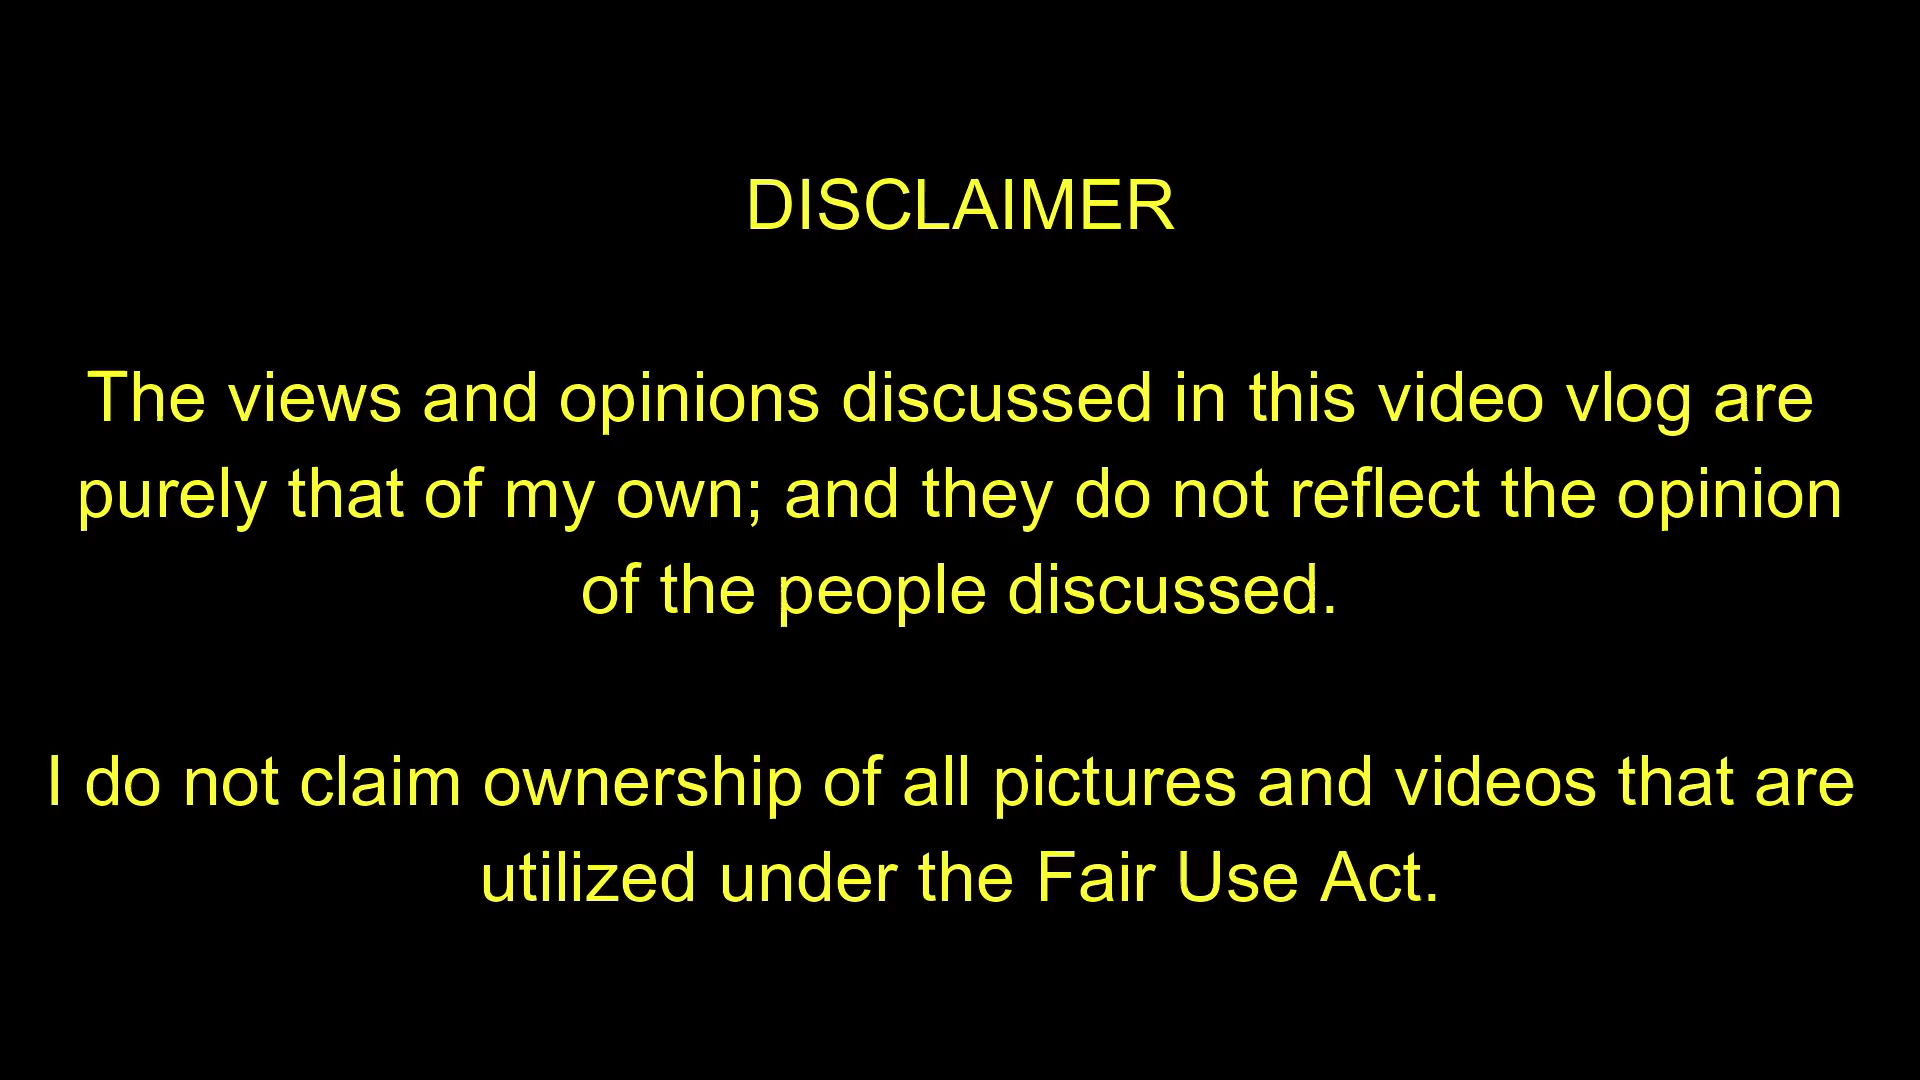 DISCLAIMER
The views and opinions discussed in this video vlog are
purely that of my own; and they do not reflect the opinion
of the people discussed.
I do not claim ownership of all pictures and videos that are
utilized under the Fair Use Act.